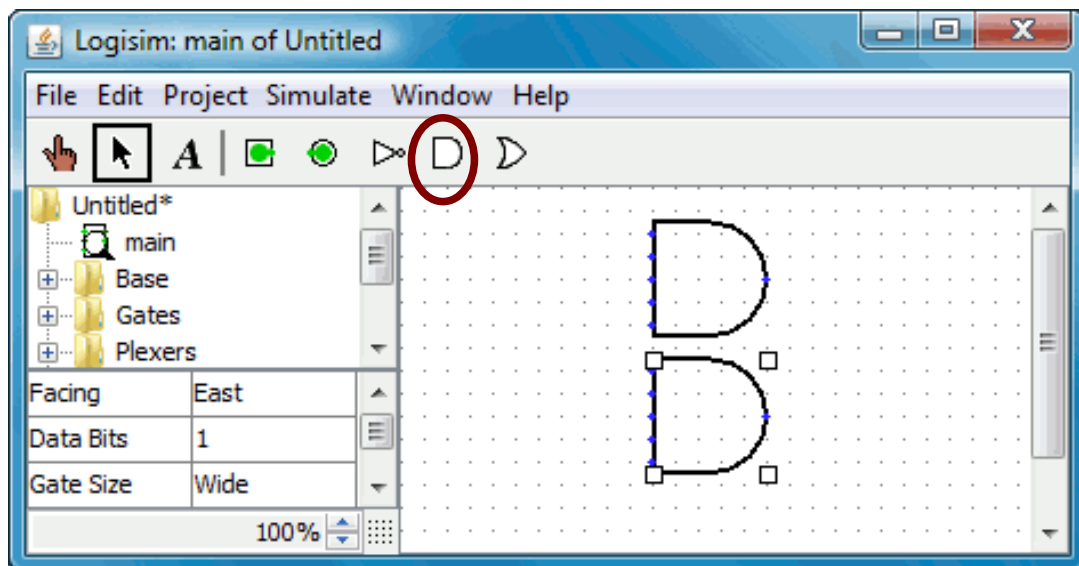 Logisim: main of Untitled
X
File Edit Project Simulate Window Help
A
Untitled*
main
Base
Gates
Plexers
Facing East
Data Bits 1
Gate Size Wide
100%